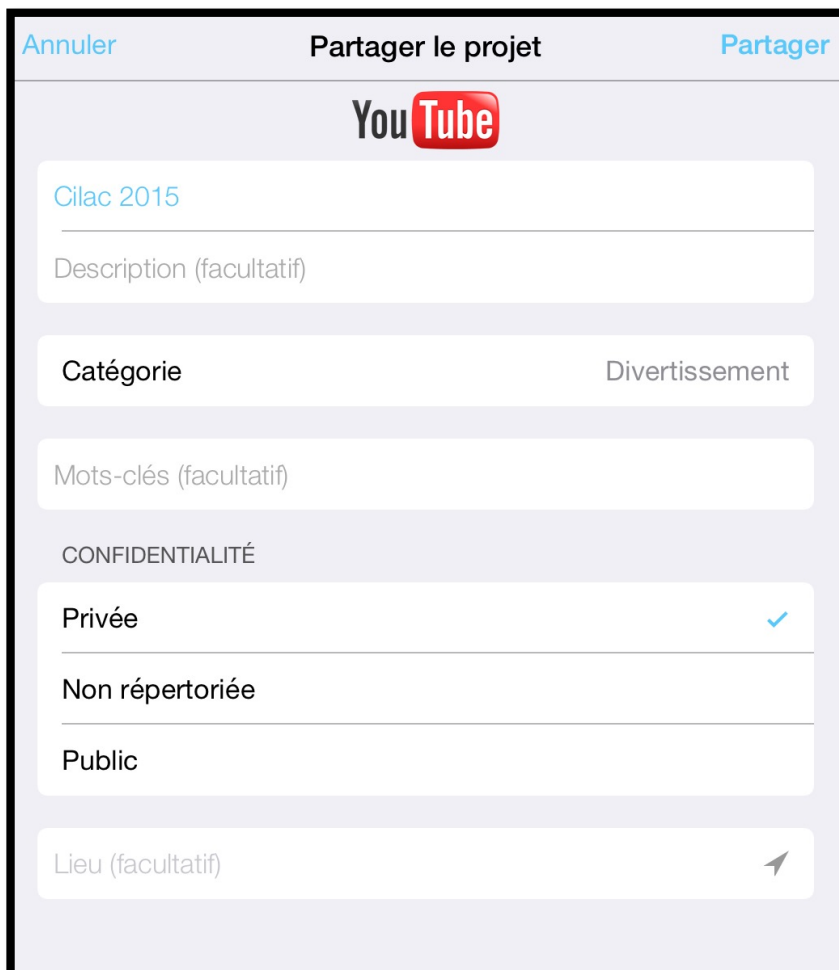 Annuler Partager le projet Partager
YouTube
Cilac 2015
Description (facultatif)
Catégorie Divertissement
Mots-clés (facultatif)
CONFIDENTIALITÉ
Privée
Non répertoriée
Public
Lieu (facultatif)